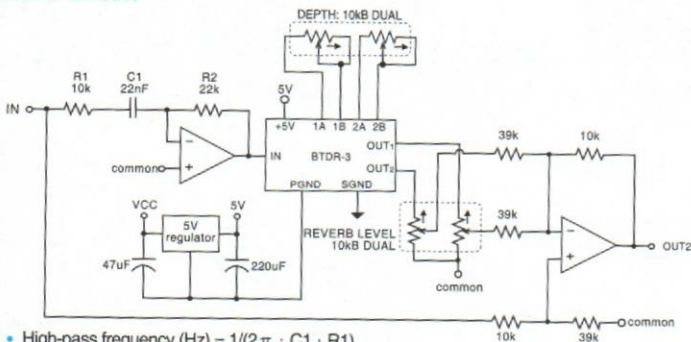 DEPTH: 10kB DUAL
R1
10k
C1
22nF
R2
22k
5V
+5V 1A 1B 2A 2B
IN
common
IN
BTDR-3
OUT1
OUT2
PGND SGND
39k
10k
39k
VCC
5V
5V
regulator
47uF
220uF
REVERB LEVEL
10kB DUAL
common
OUT2
common
10k
39k
• High-pass frequency (Hz) = 1/(2π · C1 · R1)